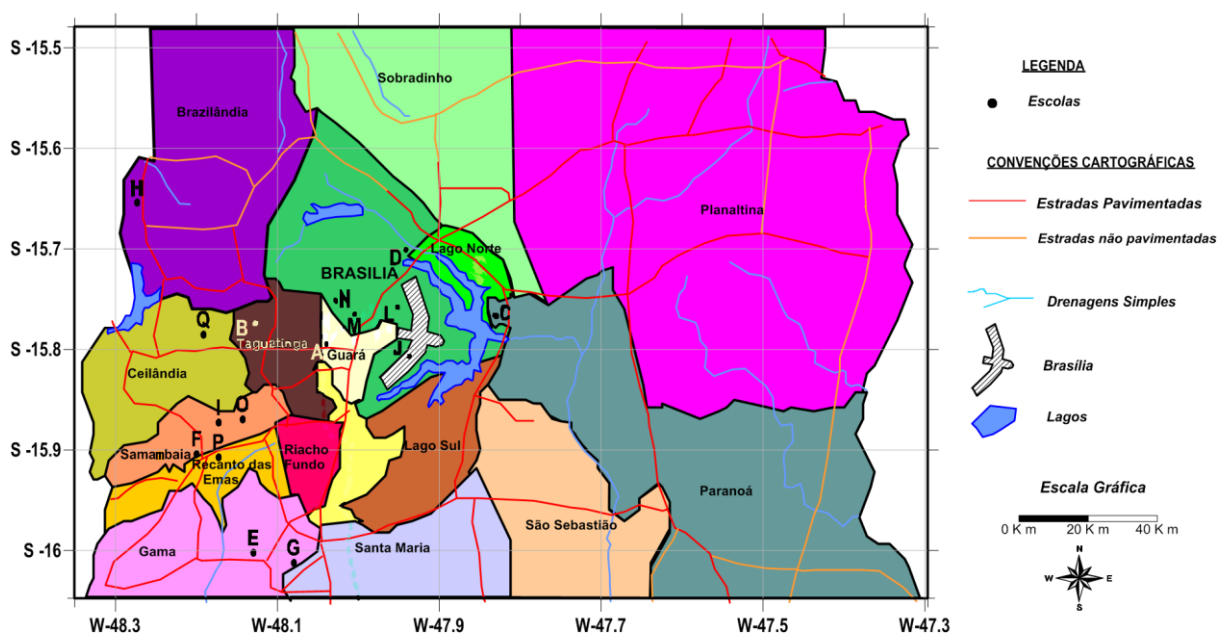 S -15.5
S -15.6
S -15.7
S -15.8
S -15.9
S -16
Sobradinho
Brazilândia
H
Planaltina
Lago Norte
D
BRASILIA
N
M
L
C
Q
B
Taguatinga
A
Guará
J
Ceilândia
I
O
F
P
Samambaia
Recanto das
Emas
Riacho
Fundo
Lago Sul
Paranoá
São Sebastião
E
G
Gama
Santa Maria
W-48.3
W-48.1
W-47.9
W-47.7
W-47.5
W-47.3
LEGENDA
Escolas
CONVENÇÕES CARTOGRÁFICAS
Estradas Pavimentadas
Estradas não pavimentadas
Drenagens Simples
Brasília
Lagos
Escala Gráfica
0 K m
20 K m
40 K m
N
W
E
S